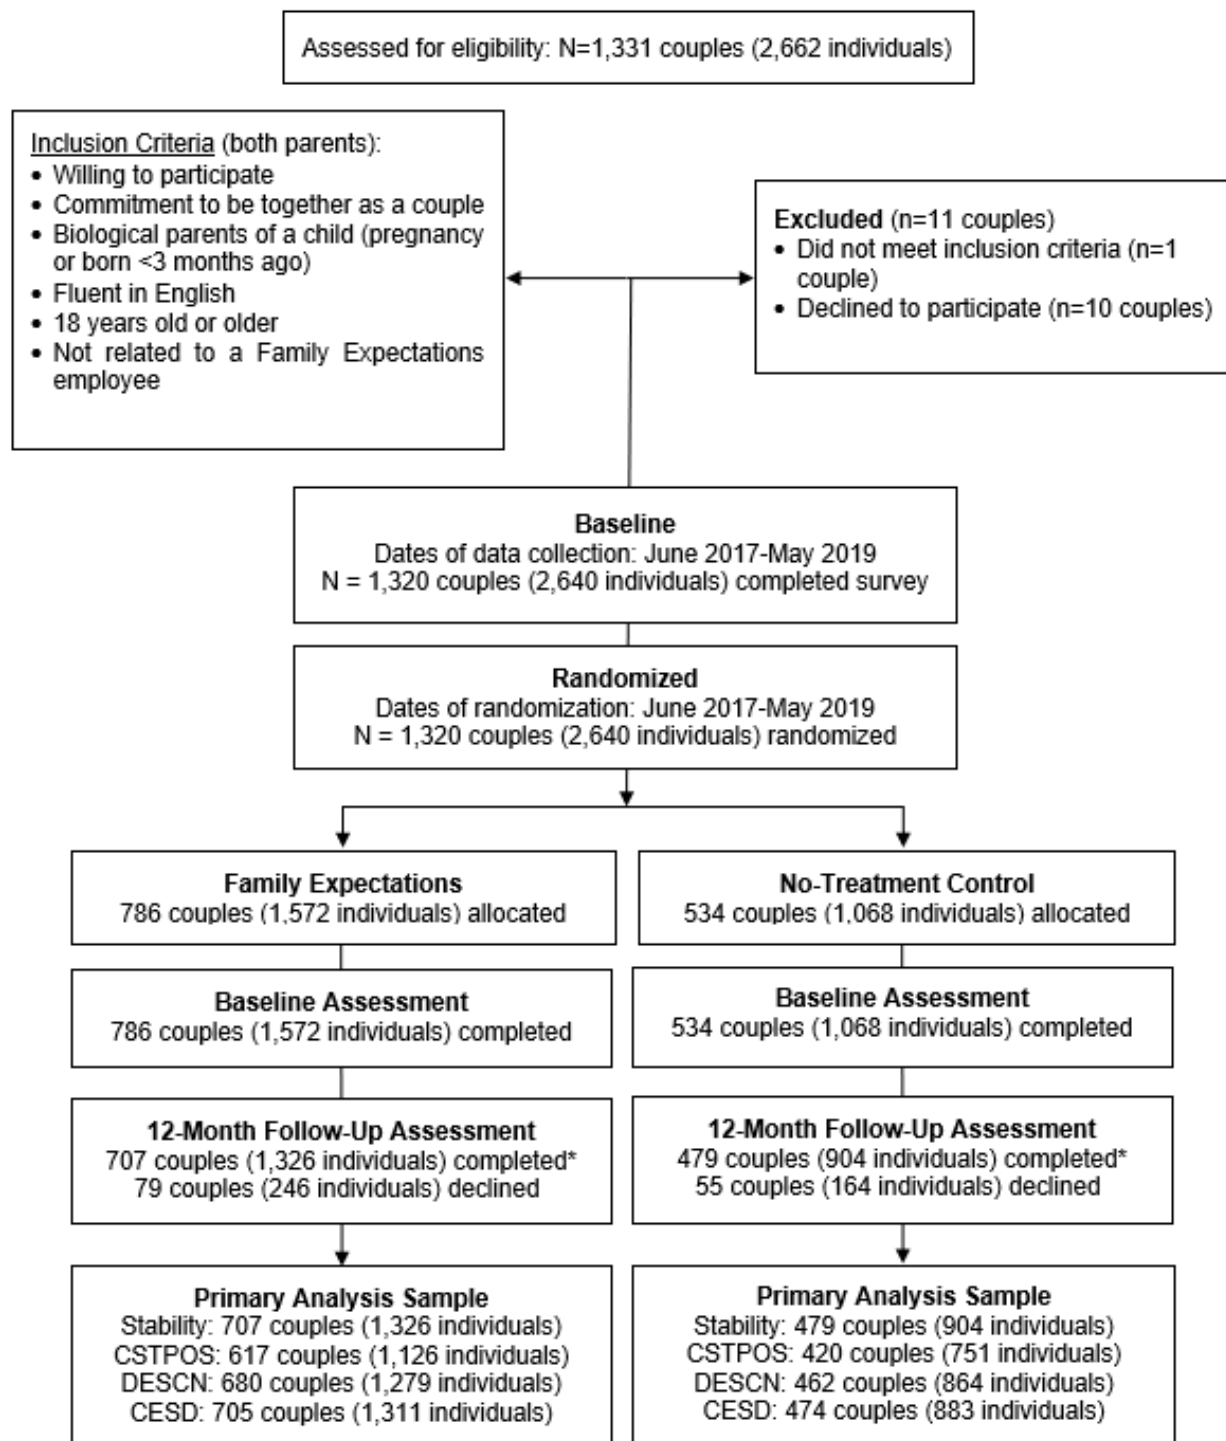 Assessed for eligibility: N=1,331 couples (2,662 individuals)
Inclusion Criteria (both parents):
• Willing to participate
• Commitment to be together as a couple
• Biological parents of a child (pregnancy
or born <3 months ago)
• Fluent in English
• 18 years old or older
• Not related to a Family Expectations
employee
Excluded (n=11 couples)
• Did not meet inclusion criteria (n=1
couple)
• Declined to participate (n=10 couples)
Baseline
Dates of data collection: June 2017-May 2019
N = 1,320 couples (2,640 individuals) completed survey
Randomized
Dates of randomization: June 2017-May 2019
N = 1,320 couples (2,640 individuals) randomized
Family Expectations
786 couples (1,572 individuals) allocated
No-Treatment Control
534 couples (1,068 individuals) allocated
Baseline Assessment
786 couples (1,572 individuals) completed
Baseline Assessment
534 couples (1,068 individuals) completed
12-Month Follow-Up Assessment
707 couples (1,326 individuals) completed*
79 couples (246 individuals) declined
12-Month Follow-Up Assessment
479 couples (904 individuals) completed*
55 couples (164 individuals) declined
Primary Analysis Sample
Stability: 707 couples (1,326 individuals)
CSTPOS: 617 couples (1,126 individuals)
DESCN: 680 couples (1,279 individuals)
CESD: 705 couples (1,311 individuals)
Primary Analysis Sample
Stability: 479 couples (904 individuals)
CSTPOS: 420 couples (751 individuals)
DESCN: 462 couples (864 individuals)
CESD: 474 couples (883 individuals)